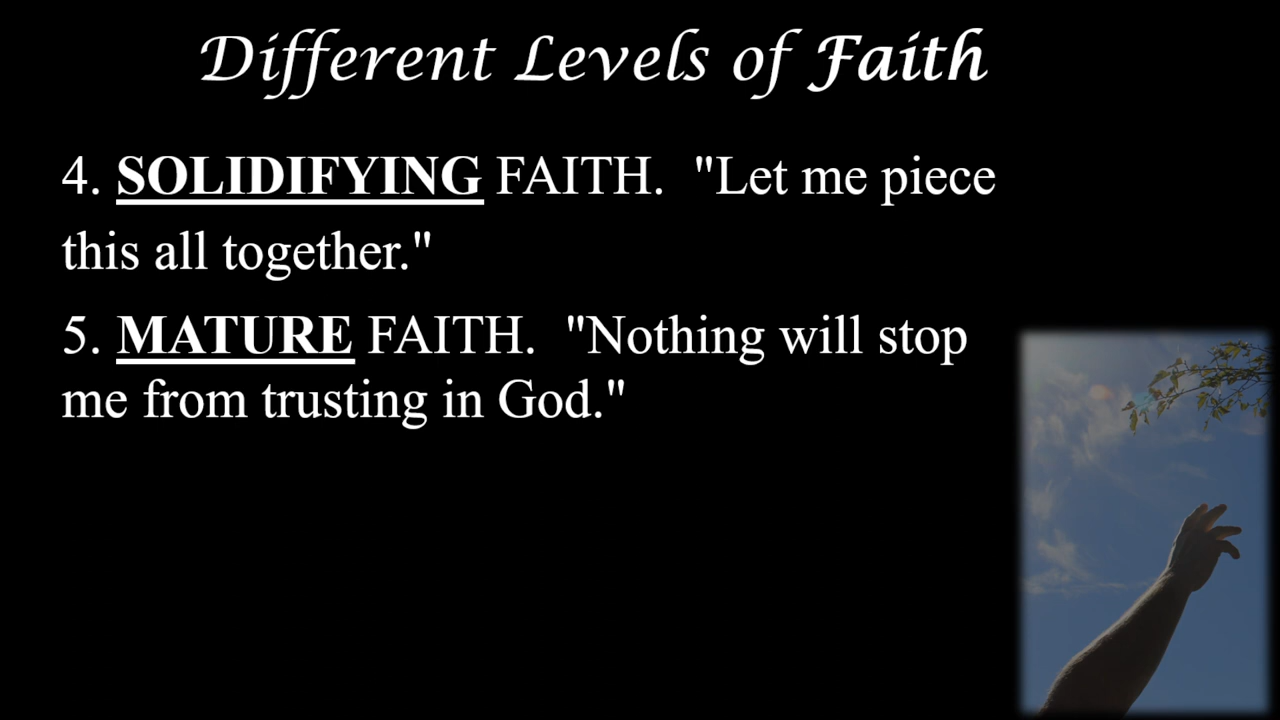 Different Levels of Faith
4. SOLIDIFYING FAITH.  "Let me piece
this all together."
5. MATURE FAITH.  "Nothing will stop
me from trusting in God."